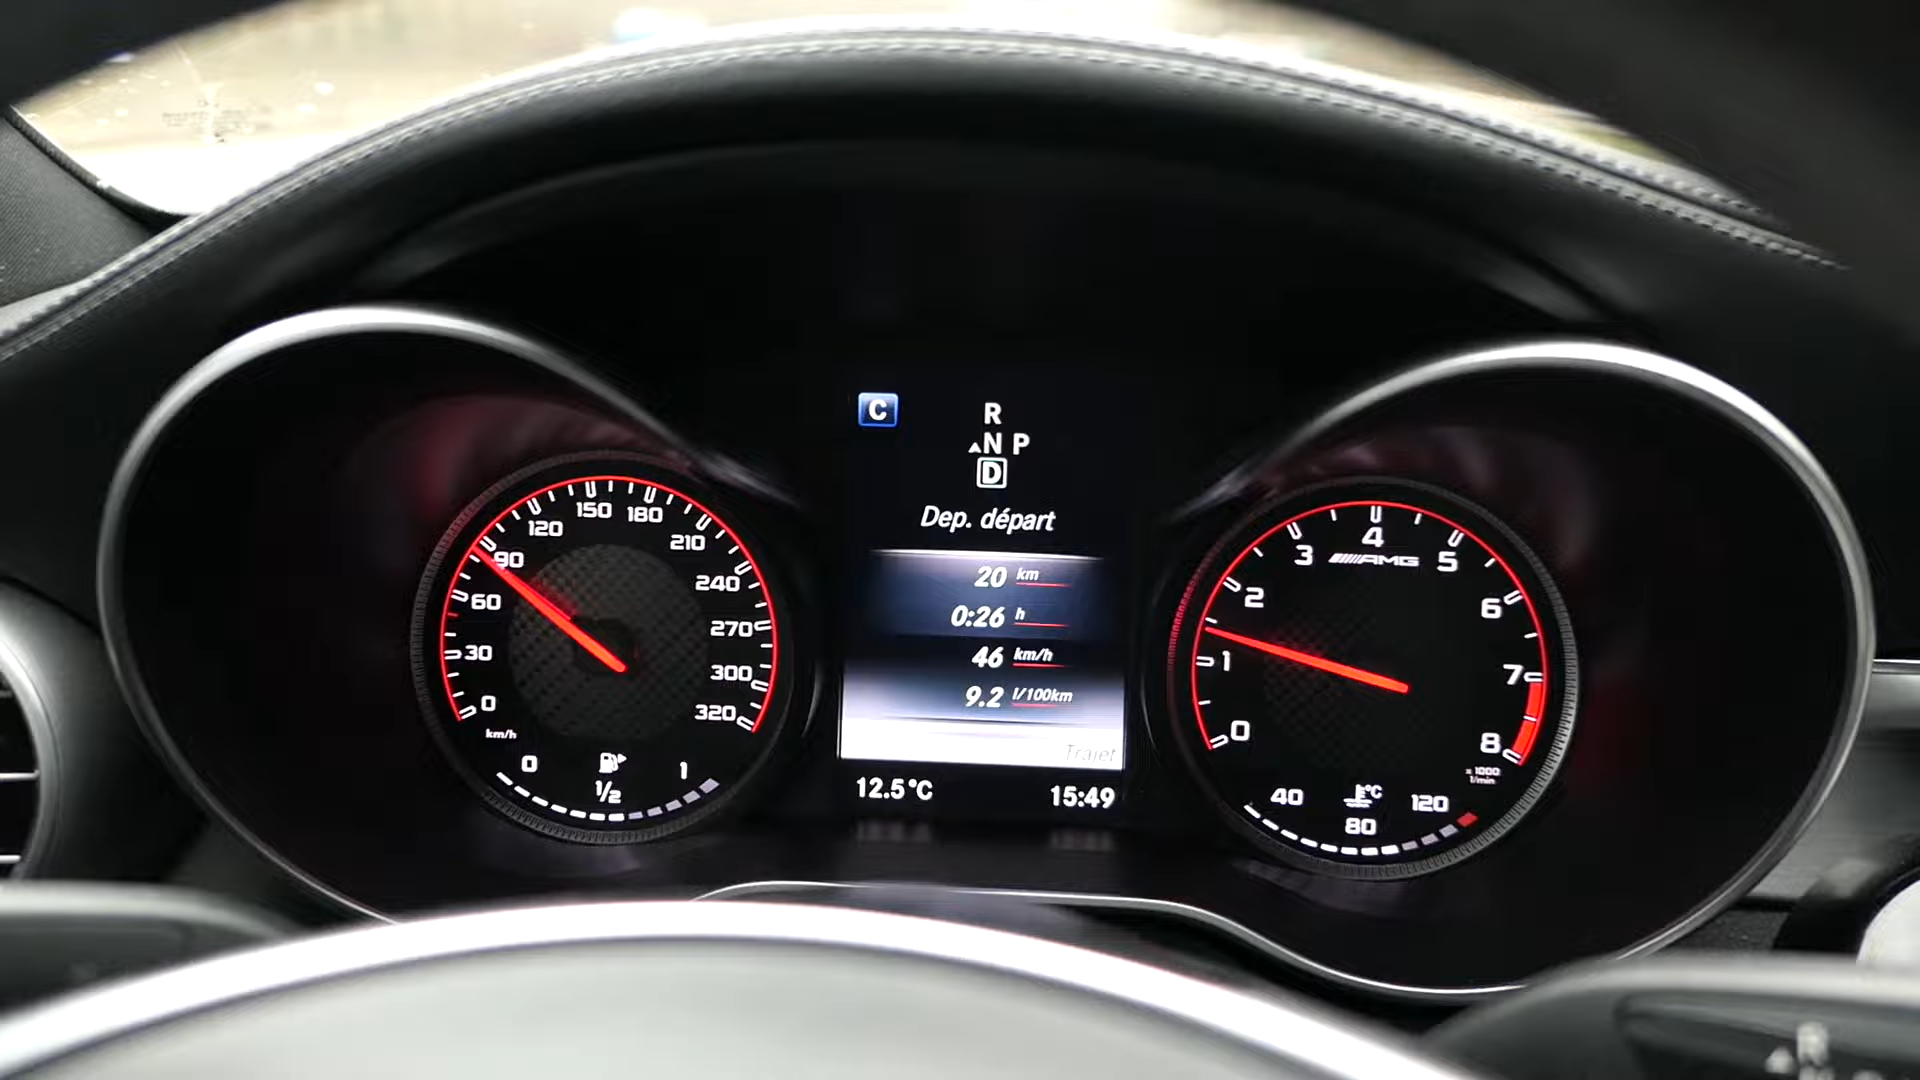 C
R
N P
D
Dep. départ
20 km
0:26 h
46 km/h
9.2 l/100km
Trajet
12.5°C
15:49
0
30
60
90
120
150
180
210
240
270
300
320
km/h
0
1/2
1
0
1
2
3
4
5
6
7
8
AMG
x 1000
1/min
40
80
120
°C